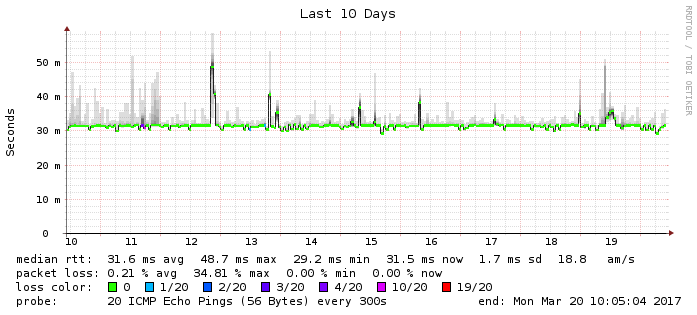 Last 10 Days
RRDTOOL / TOBI OETIKER
Seconds
50 m
40 m
30 m
20 m
10 m
0
10 11 12 13 14 15 16 17 18 19
median rtt: 31.6 ms avg 48.7 ms max 29.2 ms min 31.5 ms now 1.7 ms sd 18.8 am/s
packet loss: 0.21 % avg 34.81 % max 0.00 % min 0.00 % now
loss color: 0 1/20 2/20 3/20 4/20 10/20 19/20
probe: 20 ICMP Echo Pings (56 Bytes) every 300s end: Mon Mar 20 10:05:04 2017